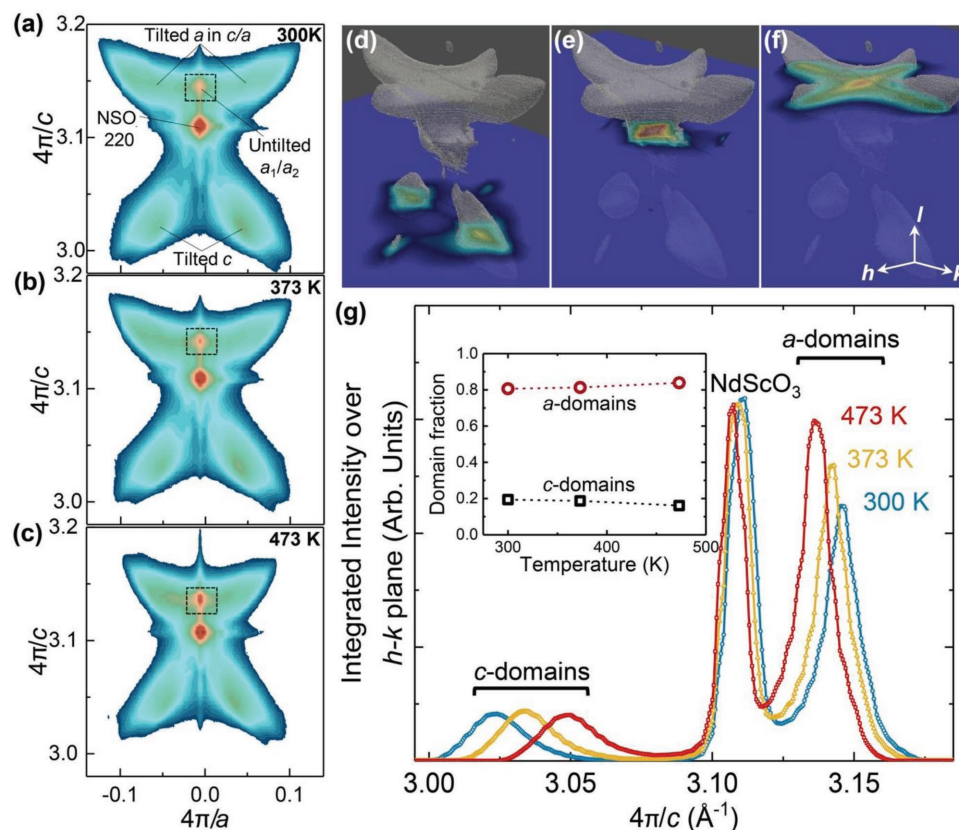 (a)
3.2
Tilted a in c/a
300K
4π/c
3.1
NSO
220
Untilted
a₁/a₂
3.0
Tilted c
(b)
3.2
373 K
4π/c
3.1
3.0
(c)
3.2
473 K
4π/c
3.1
3.0
-0.1
0.0
0.1
4π/a
(d)
(e)
(f)
l
h
k
(g)
Integrated Intensity over
h-k plane (Arb. Units)
1.0
0.8
0.6
0.4
0.2
0.0
Domain fraction
a-domains
c-domains
300
400
500
Temperature (K)
NdScO₃
a-domains
473 K
373 K
300 K
c-domains
3.00
3.05
3.10
3.15
4π/c (Å⁻¹)